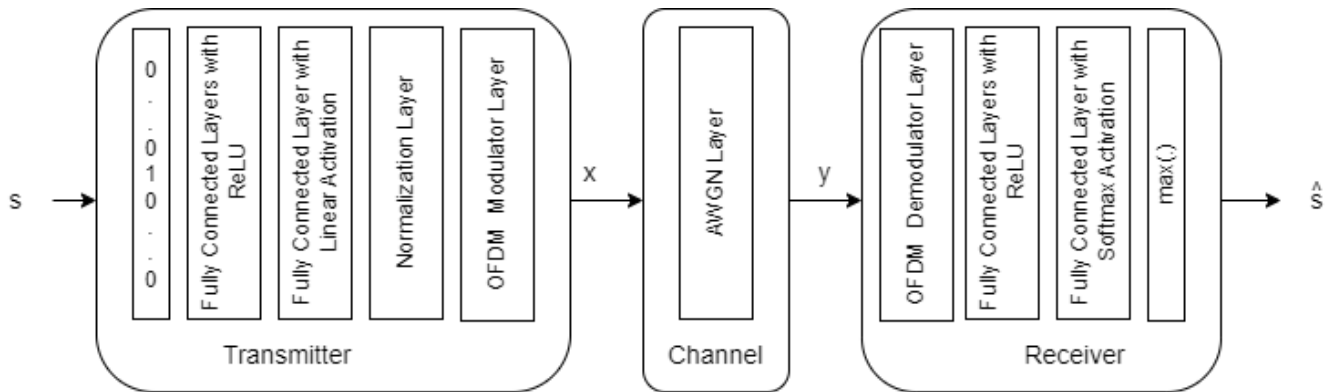 s
0
.
.
0
1
0
.
.
0
Fully Connected Layers with
ReLU
Fully Connected Layer with
Linear Activation
Normalization Layer
OFDM Modulator Layer
Transmitter
x
AWGN Layer
Channel
y
OFDM Demodulator Layer
Fully Connected Layers with
ReLU
Fully Connected Layer with
Softmax Activation
max(.)
Receiver
ŝ